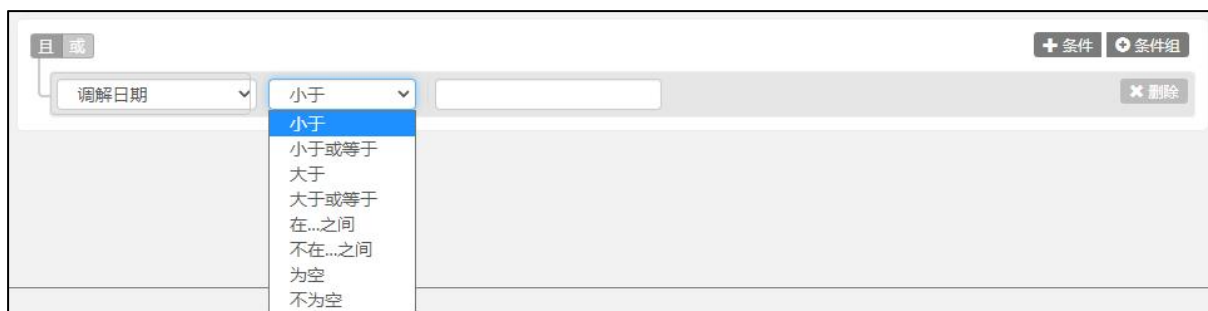 且 或 条件 条件组
调解日期 小于 删除
小于
小于或等于
大于
大于或等于
在...之间
不在...之间
为空
不为空